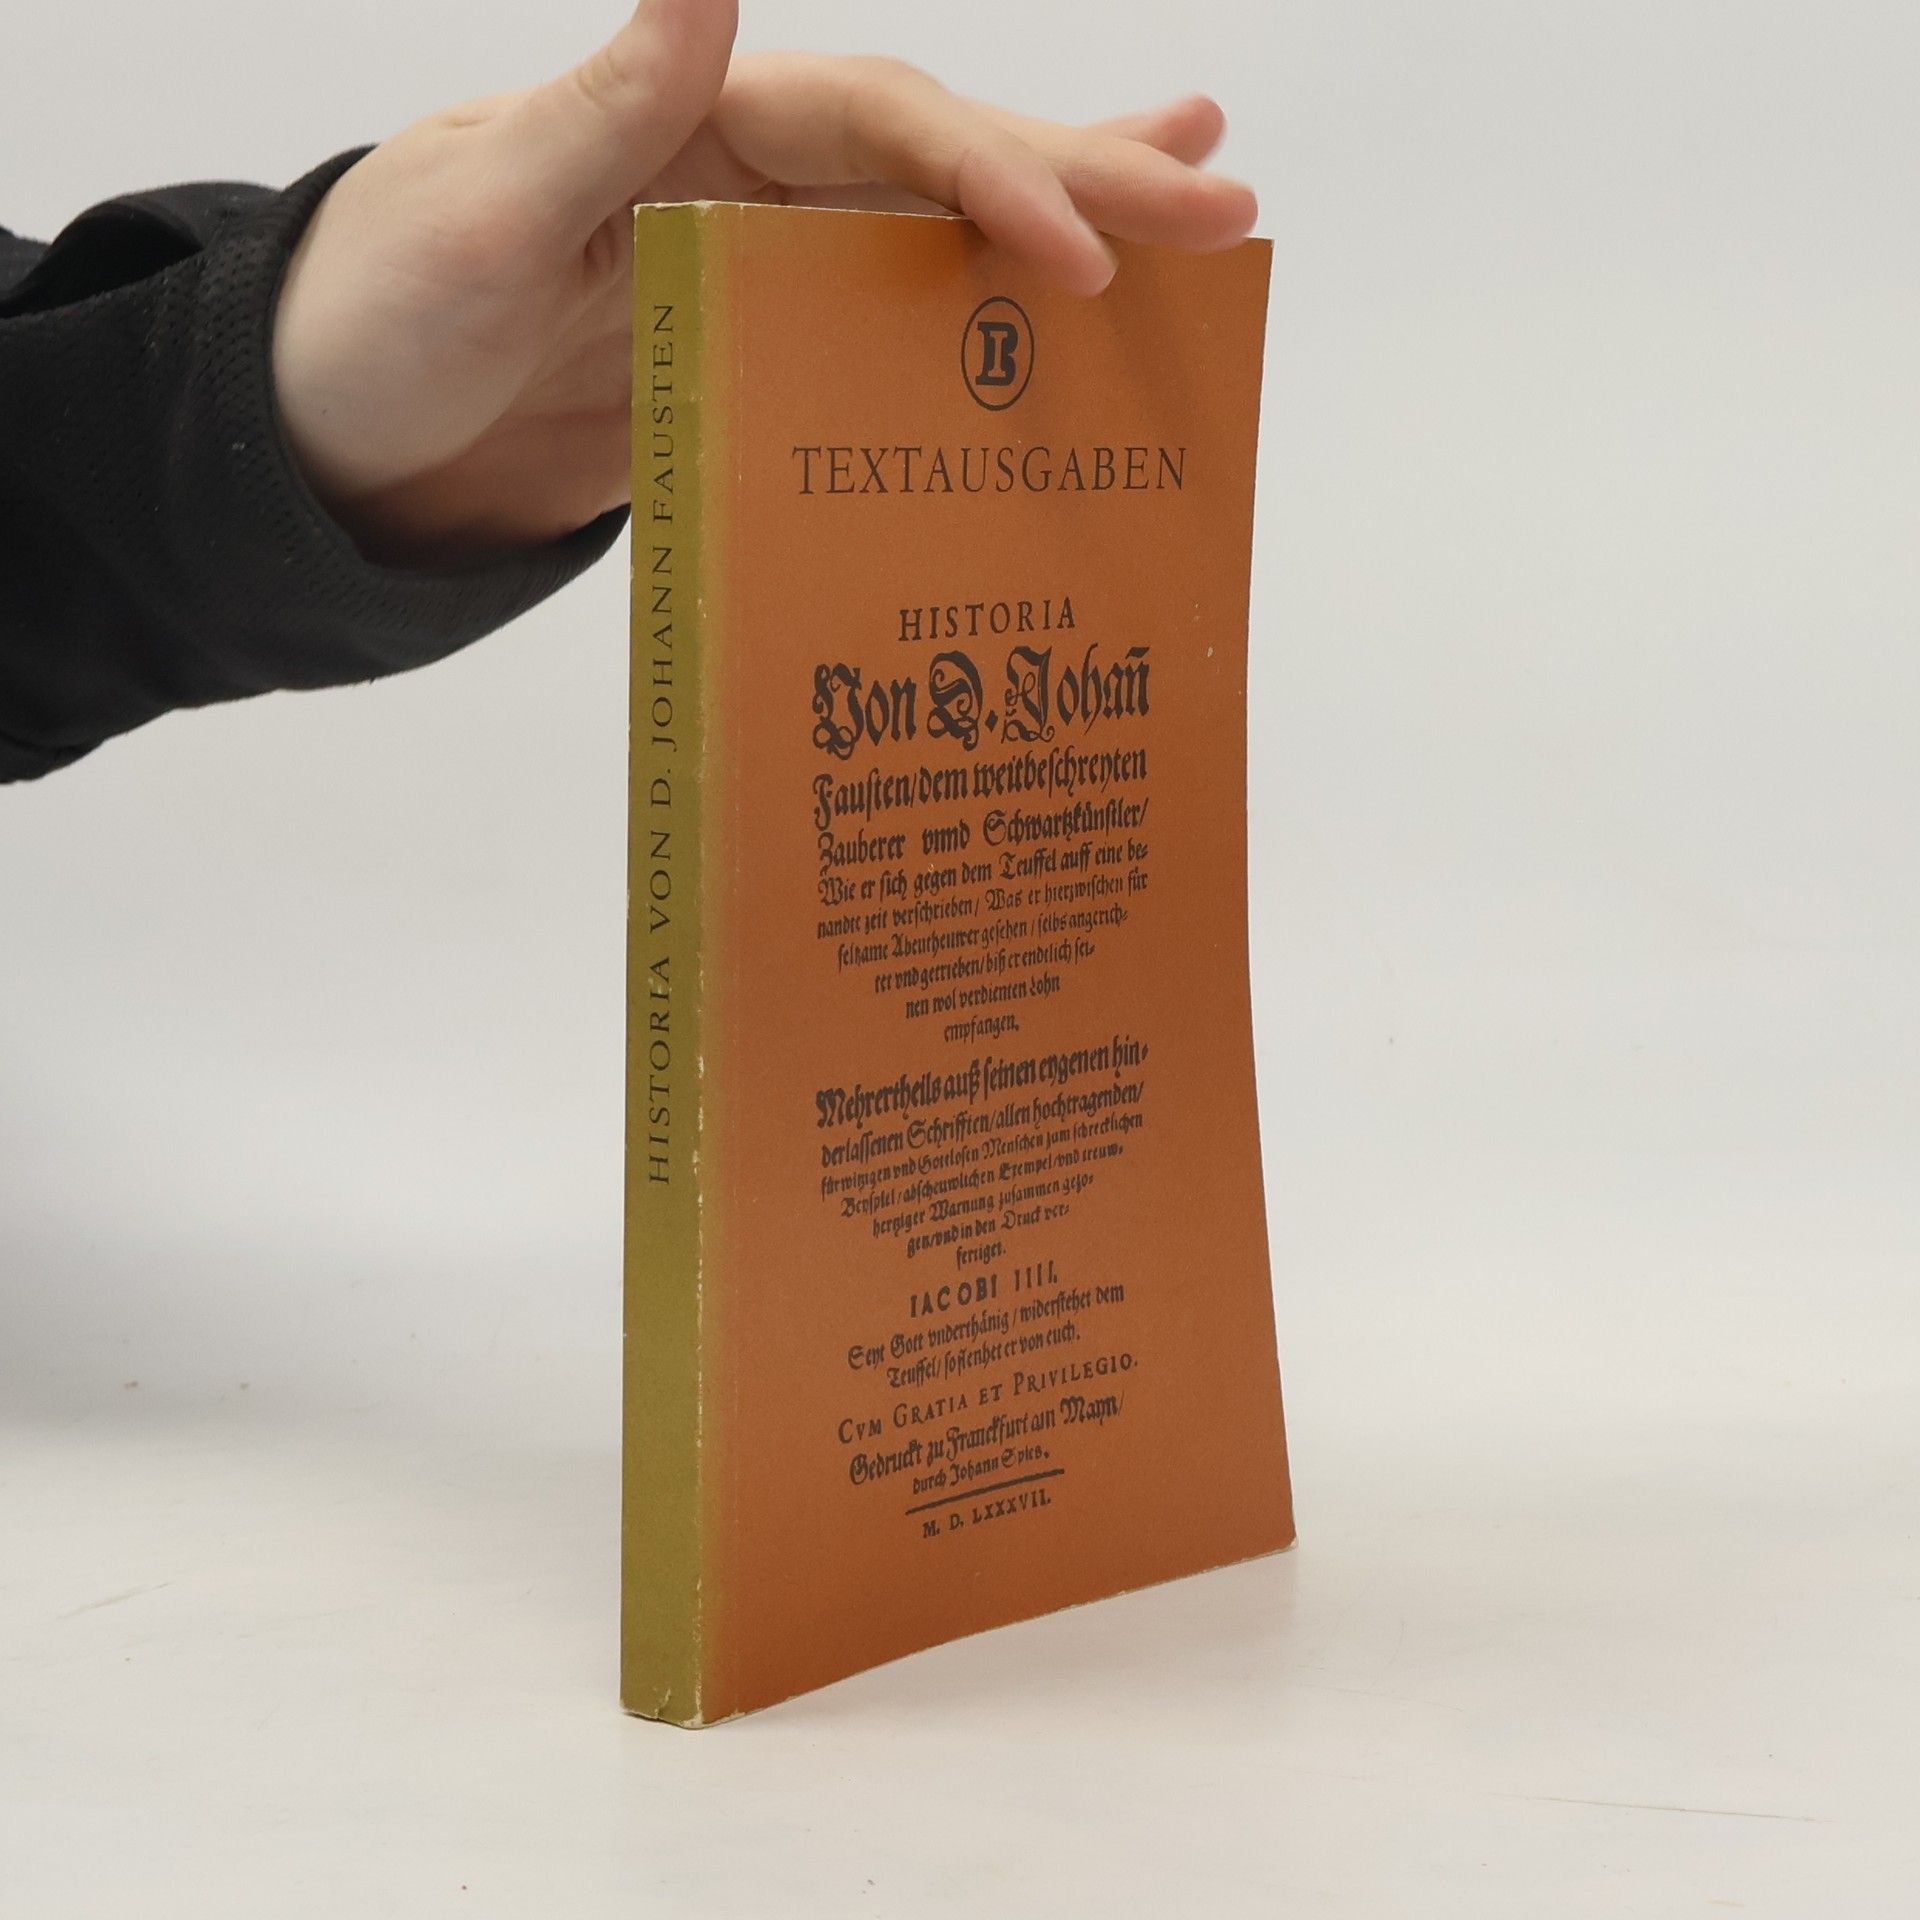 HISTORIA VON D. JOHANN FAUSTEN
B
TEXTAUSGABEN
HISTORIA
Von D. Johañ
Fauſten/dem weitbeſchreyten
Zauberer vnnd Schwartzkünſtler/
Wie er ſich gegen dem Teuffel auff eine be⸗
nandte zeit verſchrieben/ Was er hierzwiſchen für
ſeltzame Abentheuwer geſehen/ſelbs angerich⸗
tet vnd getrieben/biß er endtlich ſei⸗
nen wol verdienten Lohn
empfangen.
Mehrertheils auß ſeinen eygenen hin⸗
derlaſſenen Schrifften/allen hochtragenden/
fürwitzigen vnd Gottloſen Menſchen zum ſchrecklichen
Beyſpiel/abſcheuwlichen Exempel/vnd treuw⸗
hertziger Warnung zuſammen gezo⸗
gen/vnd in den Druck ver⸗
fertiget.
IACOBI IIII.
Seyt Gott vnderthänig/widerſtehet dem
Teuffel/ſo fleuhet er von euch.
CVM GRATIA ET PRIVILEGIO.
Gedruckt zu Franckfurt am Mayn/
durch Johann Spies.
M. D. LXXXVII.